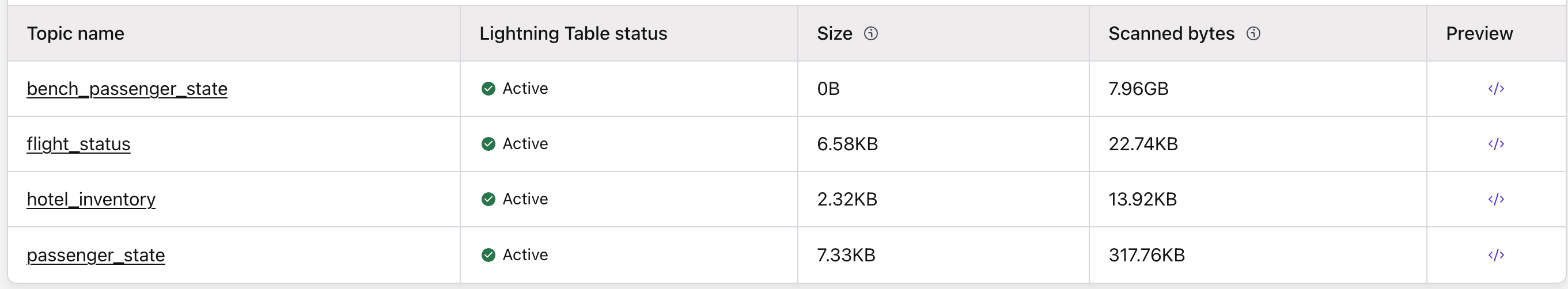 Topic name Lightning Table status Size Scanned bytes Preview
bench_passenger_state Active 0B 7.96GB </>
flight_status Active 6.58KB 22.74KB </>
hotel_inventory Active 2.32KB 13.92KB </>
passenger_state Active 7.33KB 317.76KB </>